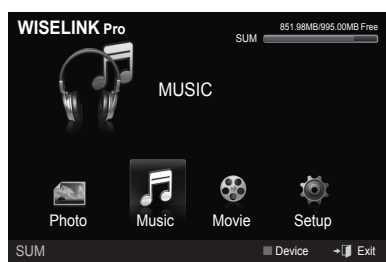 WISELINK Pro
851.98MB/995.00MB Free
SUM
MUSIC
Photo Music Movie Setup
SUM Device Exit